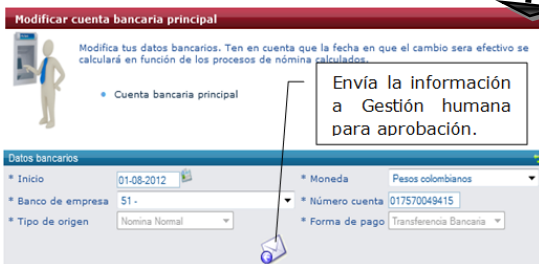 Modificar cuenta bancaria principal
Modifica tus datos bancarios. Ten en cuenta que la fecha en que el cambio sera efectivo se
calculará en función de los procesos de nómina calculados.
Cuenta bancaria principal
Envía la información
a Gestión humana
para aprobación.
Datos bancarios
* Inicio 01-08-2012 * Moneda Pesos colombianos
* Banco de empresa 51 - * Número cuenta 017570049415
* Tipo de origen Nomina Normal * Forma de pago Transferencia Bancaria